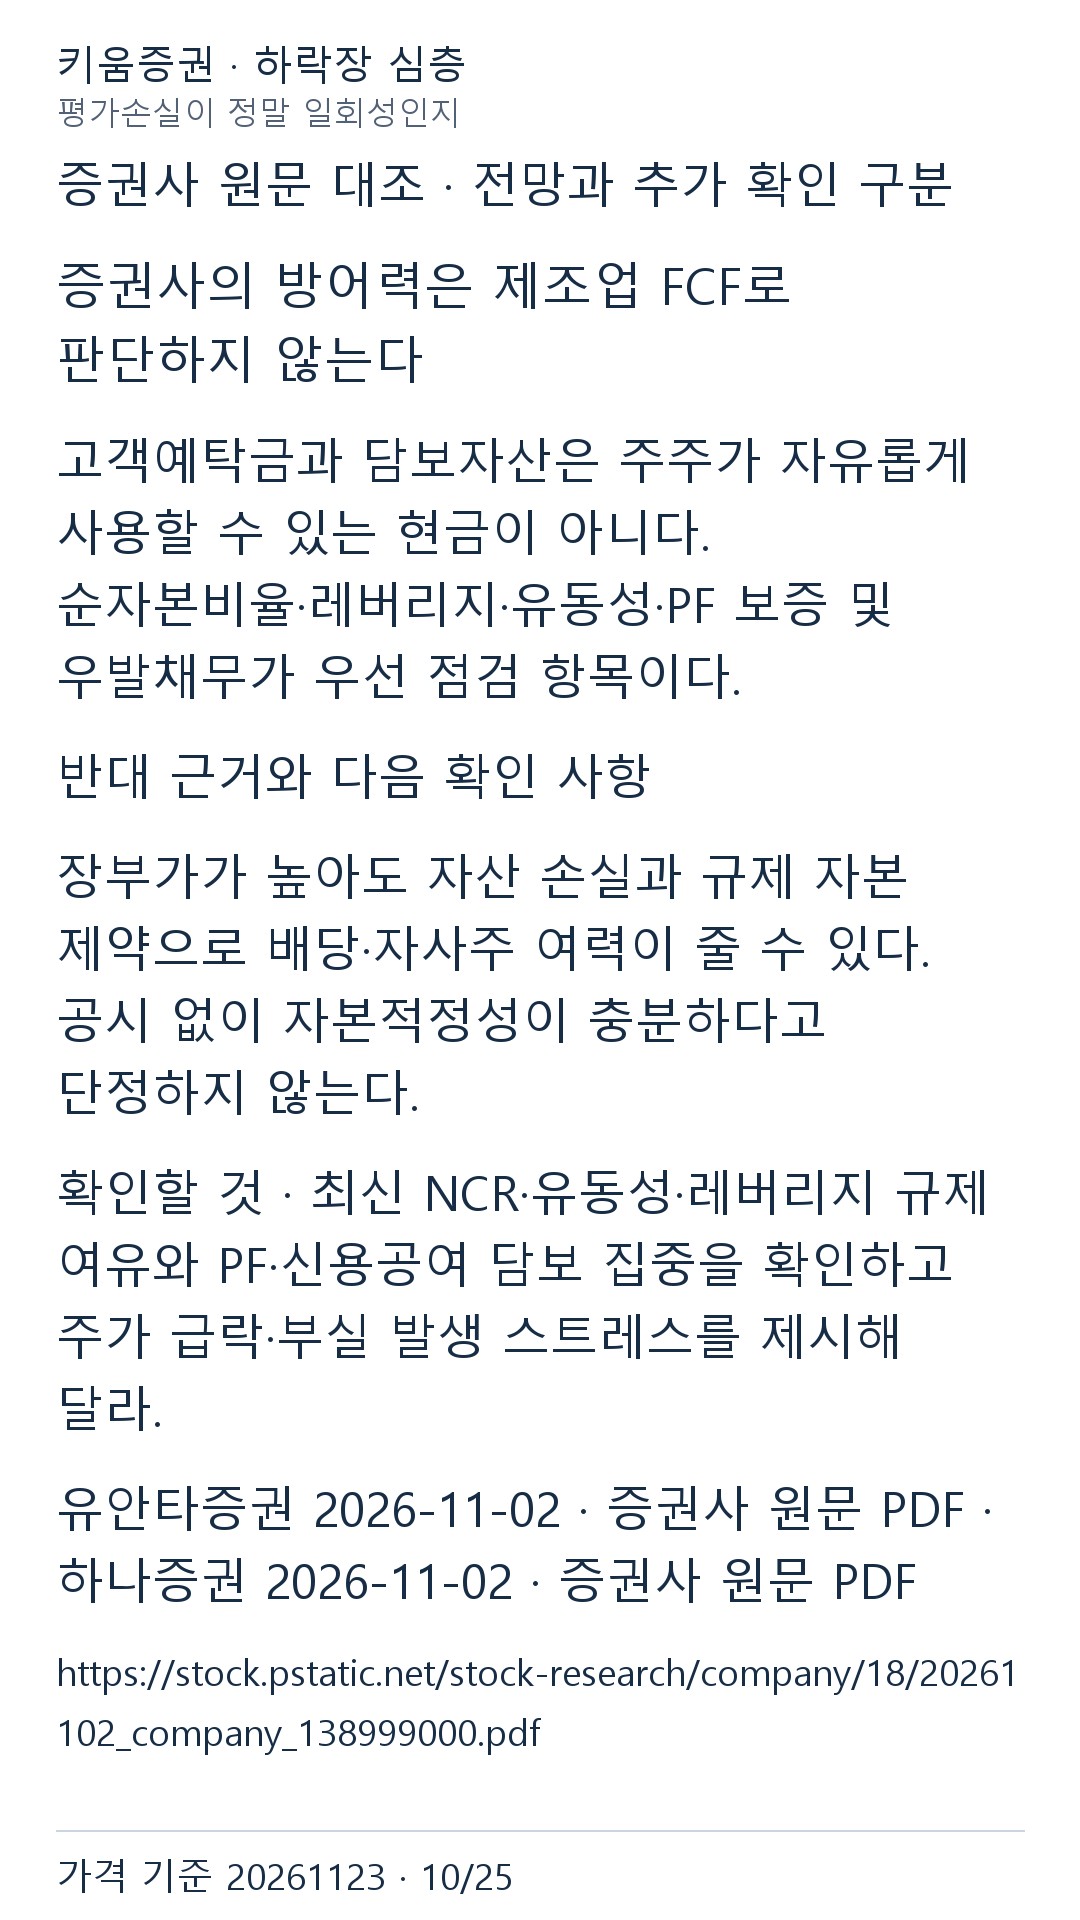 키움증권 · 하락장 심층
평가손실이 정말 일회성인지
증권사 원문 대조 · 전망과 추가 확인 구분
증권사의 방어력은 제조업 FCF로
판단하지 않는다
고객예탁금과 담보자산은 주주가 자유롭게
사용할 수 있는 현금이 아니다.
순자본비율·레버리지·유동성·PF 보증 및
우발채무가 우선 점검 항목이다.
반대 근거와 다음 확인 사항
장부가가 높아도 자산 손실과 규제 자본
제약으로 배당·자사주 여력이 줄 수 있다.
공시 없이 자본적정성이 충분하다고
단정하지 않는다.
확인할 것 · 최신 NCR·유동성·레버리지 규제
여유와 PF·신용공여 담보 집중을 확인하고
주가 급락·부실 발생 스트레스를 제시해
달라.
유안타증권 2026-11-02 · 증권사 원문 PDF ·
하나증권 2026-11-02 · 증권사 원문 PDF
https://stock.pstatic.net/stock-research/company/18/20261
102_company_138999000.pdf
가격 기준 20261123 · 10/25